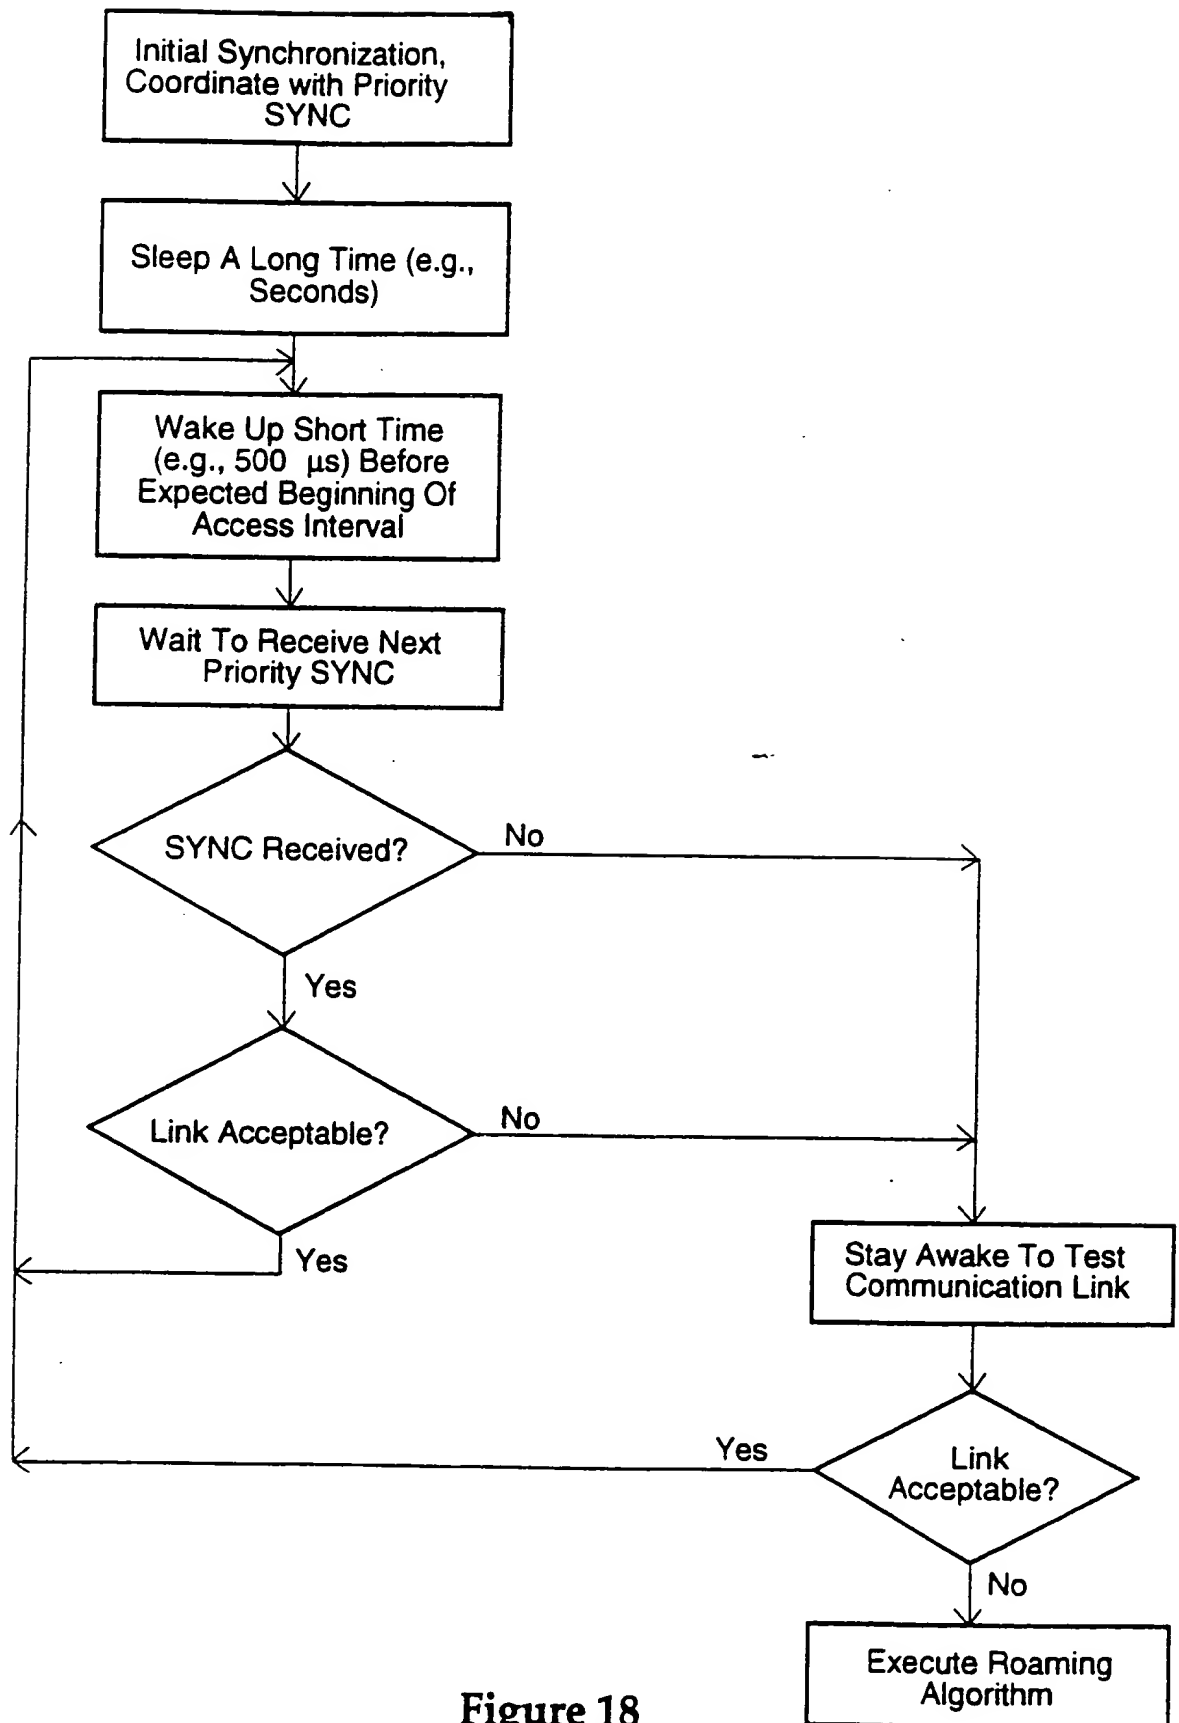 Initial Synchronization,
Coordinate with Priority
SYNC
Sleep A Long Time (e.g.,
Seconds)
Wake Up Short Time
(e.g., 500 µs) Before
Expected Beginning Of
Access Interval
Wait To Receive Next
Priority SYNC
SYNC Received?
No
Yes
Link Acceptable?
No
Yes
Stay Awake To Test
Communication Link
Yes
Link
Acceptable?
No
Execute Roaming
Algorithm
Figure 18